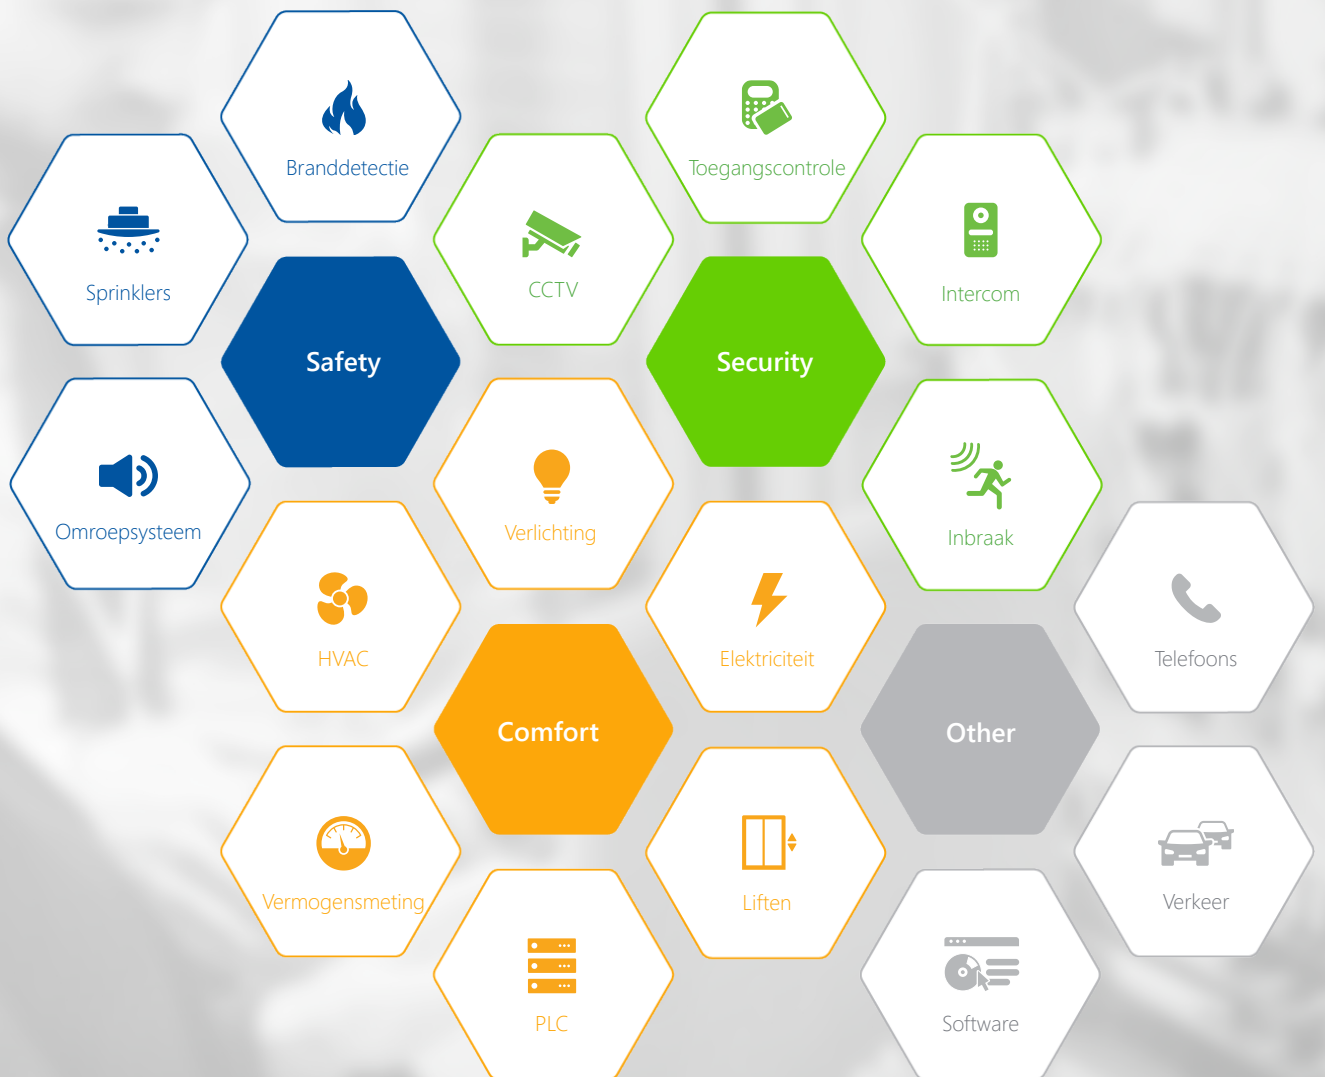 Branddetectie
Toegangscontrole
Sprinklers
CCTV
Intercom
Safety
Security
Omroepsysteem
Verlichting
Inbraak
HVAC
Elektriciteit
Telefoons
Comfort
Other
Vermogensmeting
Liften
Verkeer
PLC
Software